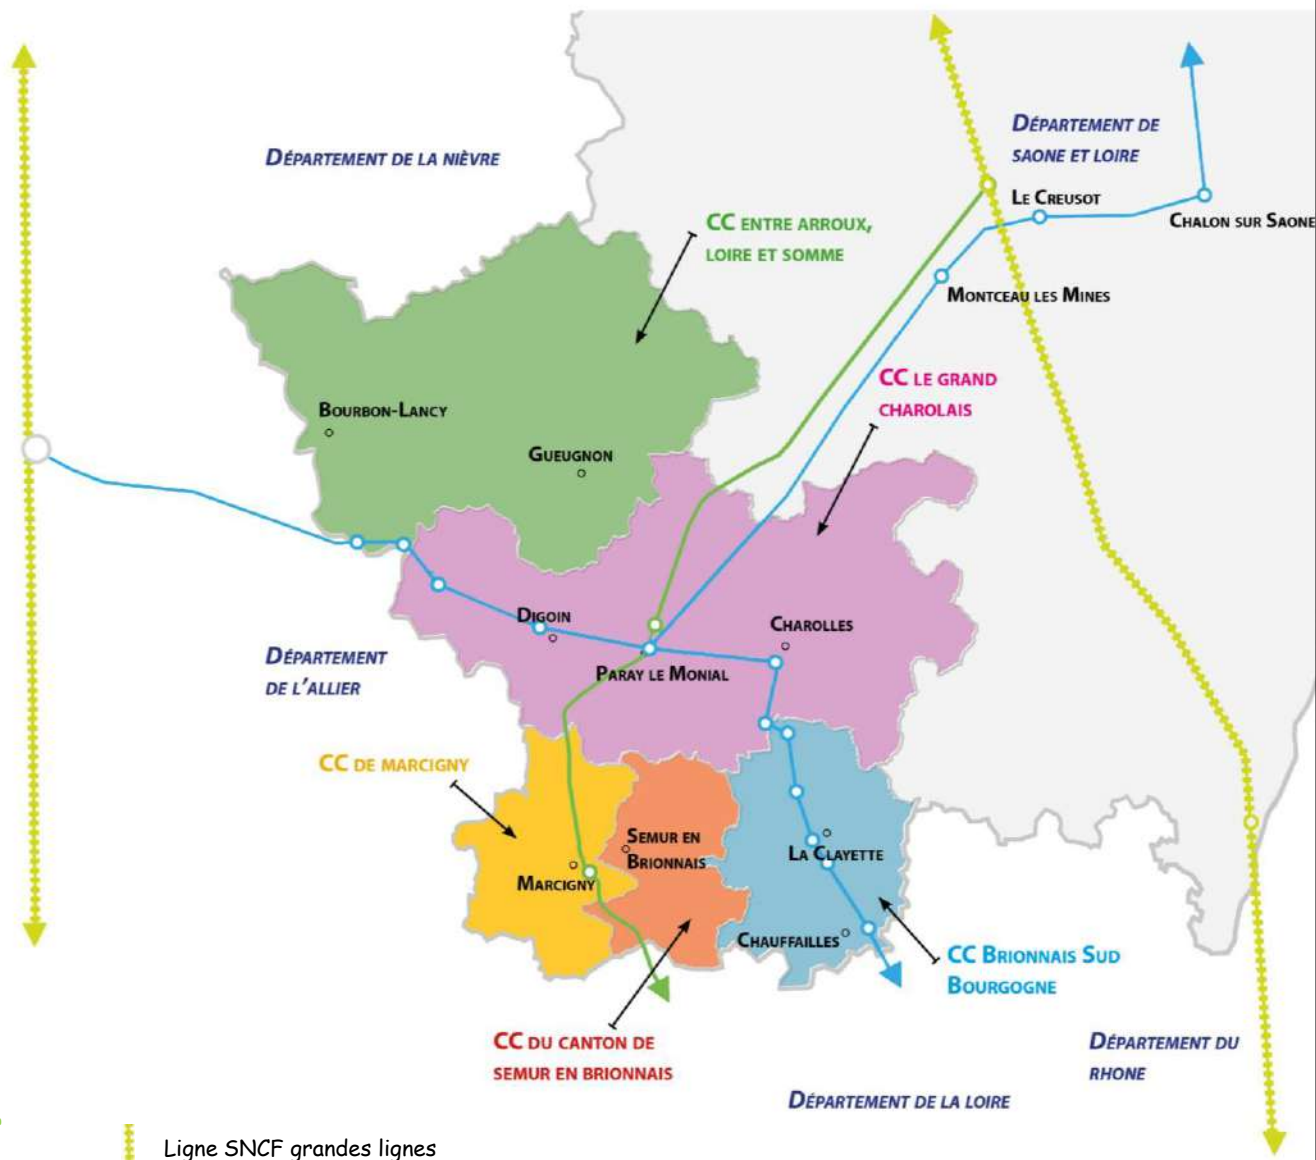 DÉPARTEMENT DE LA NIÈVRE
DÉPARTEMENT DE
SAONE ET LOIRE
LE CREUSOT
CHALON SUR SAONE
CC ENTRE ARROUX,
LOIRE ET SOMME
MONTCEAU LES MINES
CC LE GRAND
CHAROLAIS
BOURBON-LANCY
GUEUGNON
DIGOIN
CHAROLLES
PARAY LE MONIAL
DÉPARTEMENT
DE L'ALLIER
CC DE MARCIGNY
SEMUR EN
BRIONNAIS
LA CLAYETTE
MARCIGNY
CHAUFFAILLES
CC BRIONNAIS SUD
BOURGOGNE
CC DU CANTON DE
SEMUR EN BRIONNAIS
DÉPARTEMENT DU
RHONE
DÉPARTEMENT DE LA LOIRE
Ligne SNCF grandes lignes